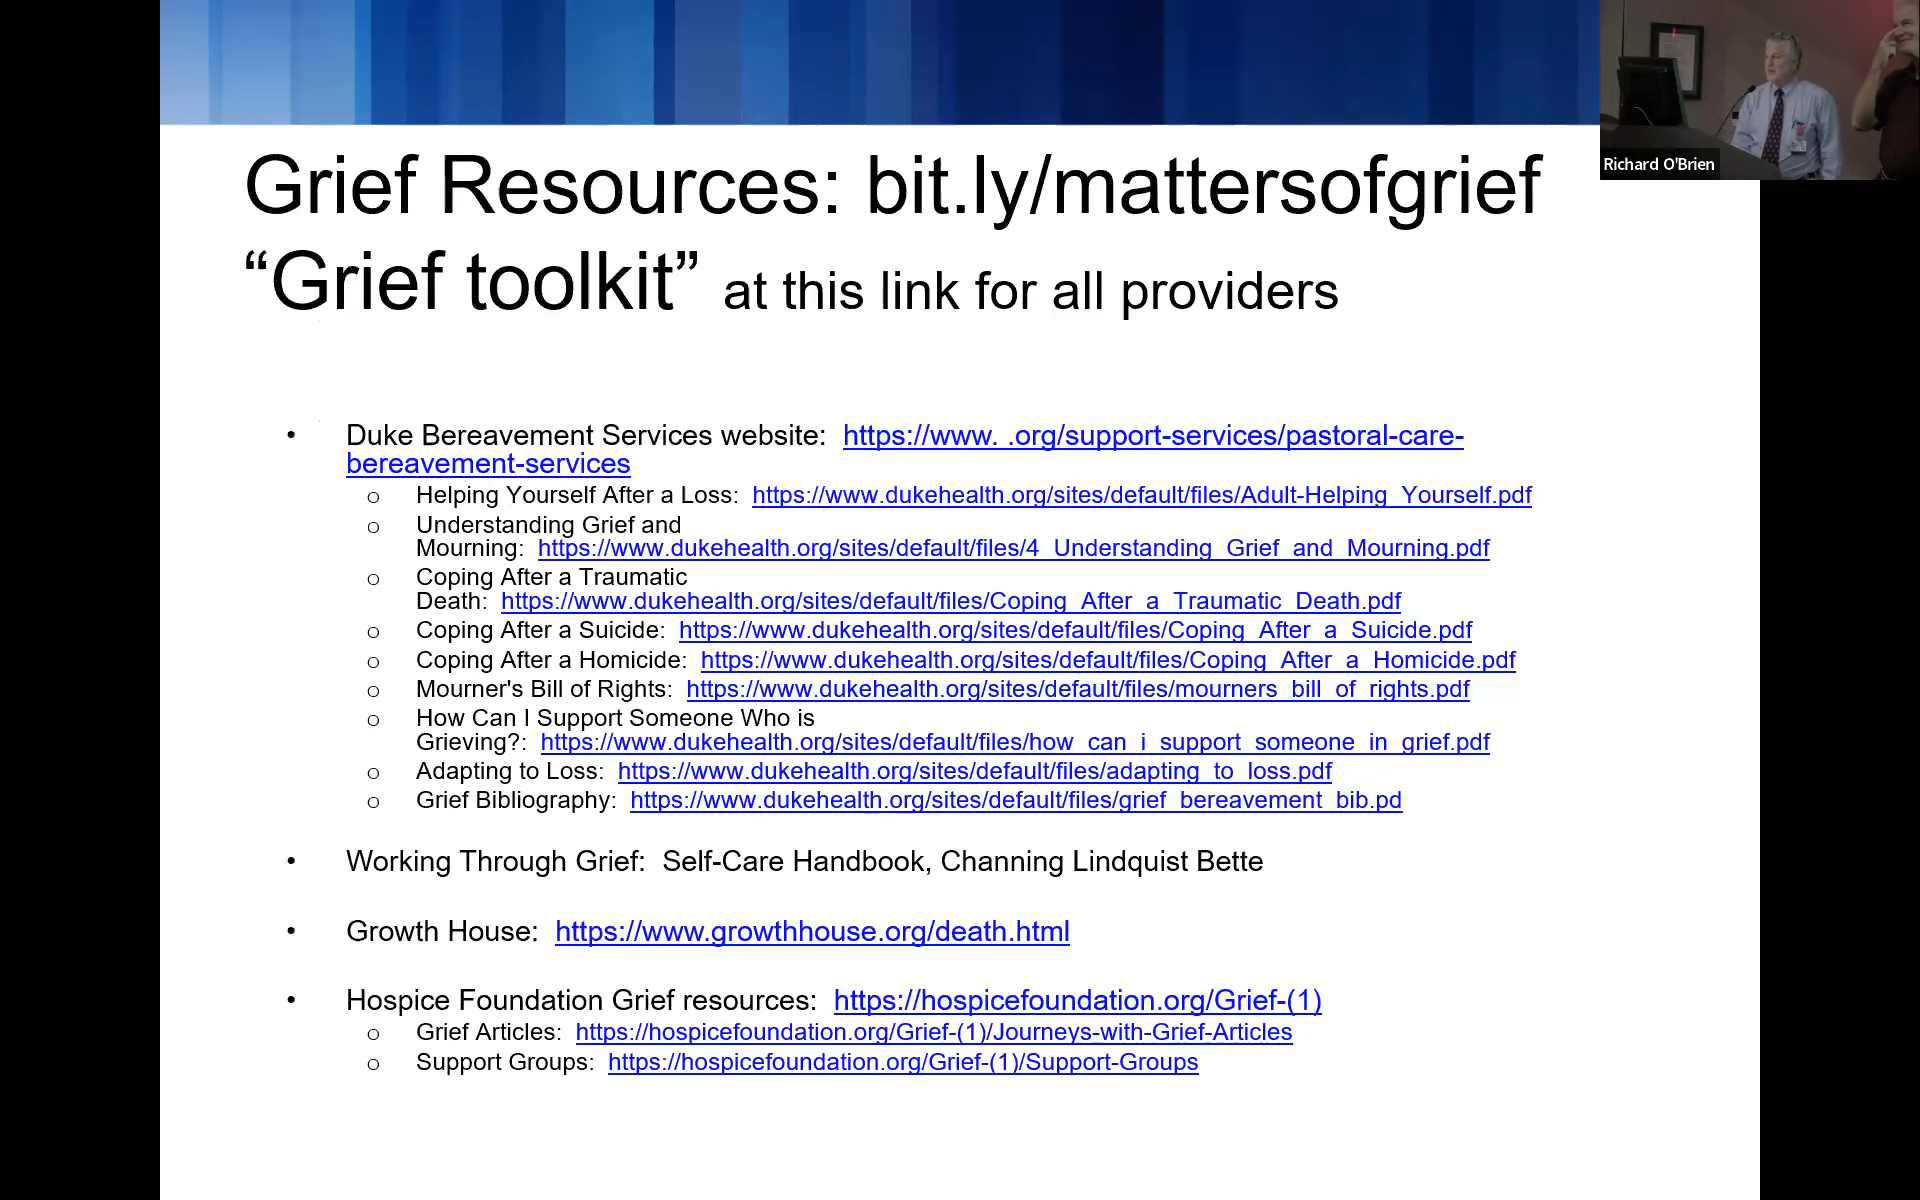 Richard O'Brien
Grief Resources: bit.ly/mattersofgrief
“Grief toolkit” at this link for all providers
• Duke Bereavement Services website: https://www. .org/support-services/pastoral-care-
bereavement-services
o Helping Yourself After a Loss: https://www.dukehealth.org/sites/default/files/Adult-Helping_Yourself.pdf
o Understanding Grief and
Mourning: https://www.dukehealth.org/sites/default/files/4_Understanding_Grief_and_Mourning.pdf
o Coping After a Traumatic
Death: https://www.dukehealth.org/sites/default/files/Coping_After_a_Traumatic_Death.pdf
o Coping After a Suicide: https://www.dukehealth.org/sites/default/files/Coping_After_a_Suicide.pdf
o Coping After a Homicide: https://www.dukehealth.org/sites/default/files/Coping_After_a_Homicide.pdf
o Mourner's Bill of Rights: https://www.dukehealth.org/sites/default/files/mourners_bill_of_rights.pdf
o How Can I Support Someone Who is
Grieving?: https://www.dukehealth.org/sites/default/files/how_can_i_support_someone_in_grief.pdf
o Adapting to Loss: https://www.dukehealth.org/sites/default/files/adapting_to_loss.pdf
o Grief Bibliography: https://www.dukehealth.org/sites/default/files/grief_bereavement_bib.pd
• Working Through Grief: Self-Care Handbook, Channing Lindquist Bette
• Growth House: https://www.growthhouse.org/death.html
• Hospice Foundation Grief resources: https://hospicefoundation.org/Grief-(1)
o Grief Articles: https://hospicefoundation.org/Grief-(1)/Journeys-with-Grief-Articles
o Support Groups: https://hospicefoundation.org/Grief-(1)/Support-Groups